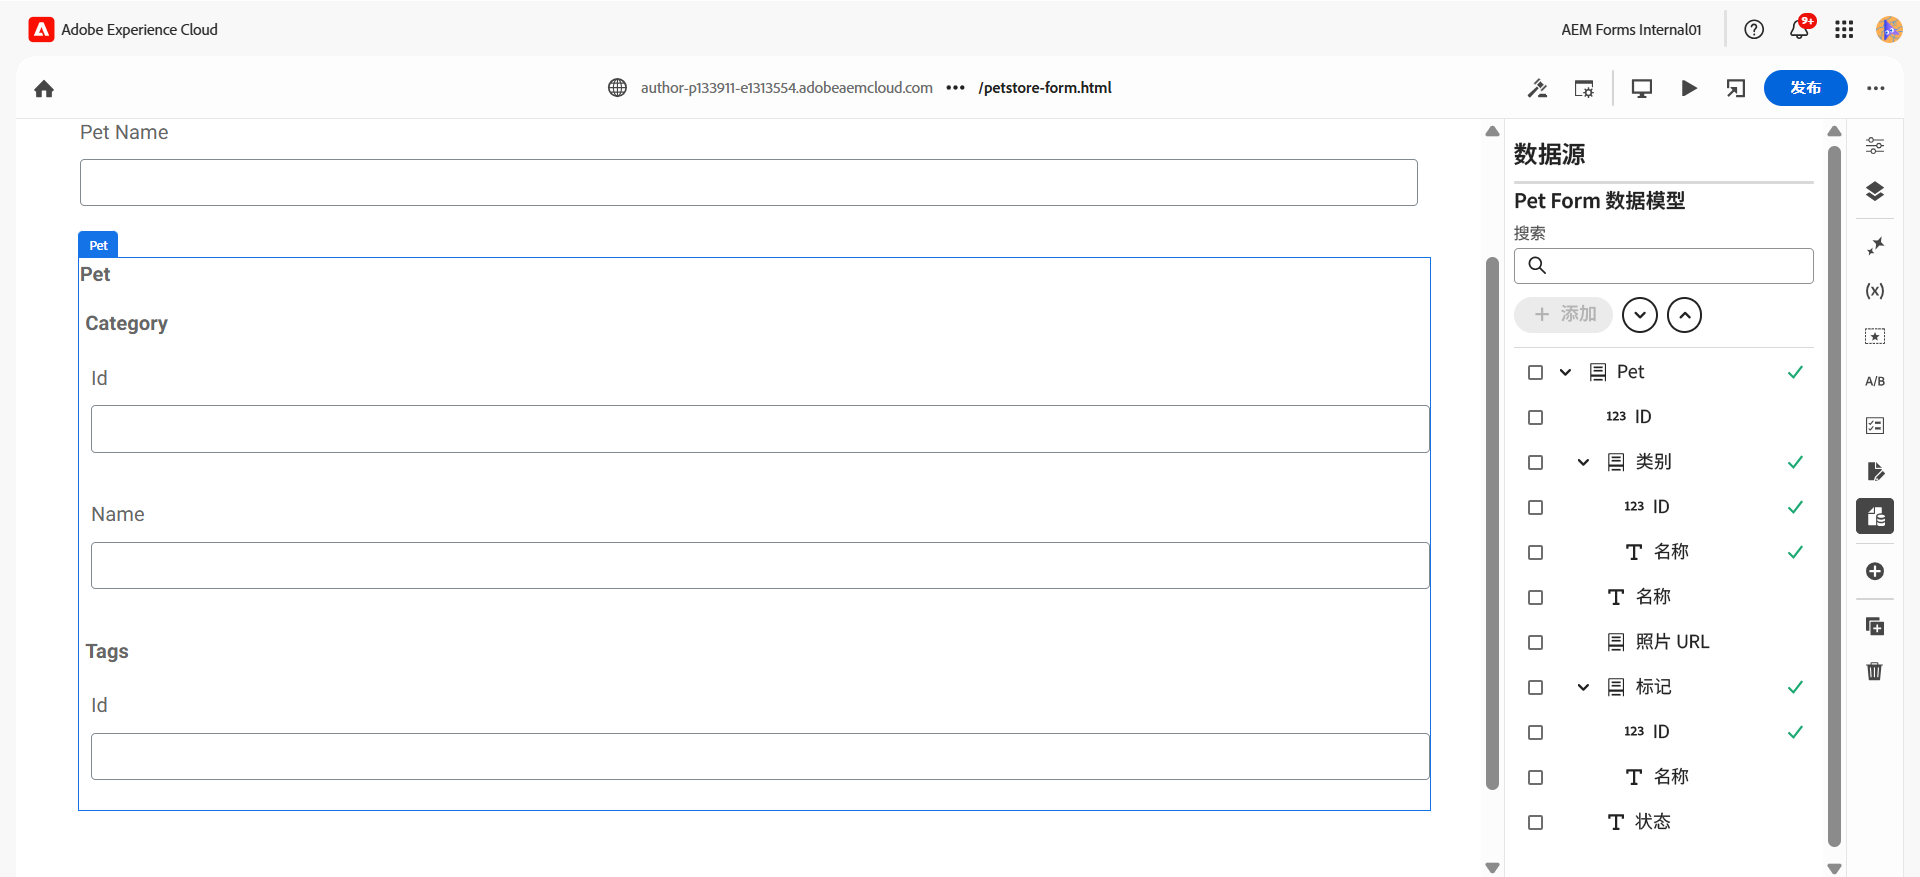 Adobe Experience Cloud
AEM Forms Internal01
9+
author-p133911-e1313554.adobeaemcloud.com ••• /petstore-form.html
发布
Pet Name
Pet
Pet
Category
Id
Name
Tags
Id
数据源
Pet Form 数据模型
搜索
添加
Pet
123 ID
类别
123 ID
T 名称
T 名称
照片 URL
标记
123 ID
T 名称
T 状态
(x)
A/B